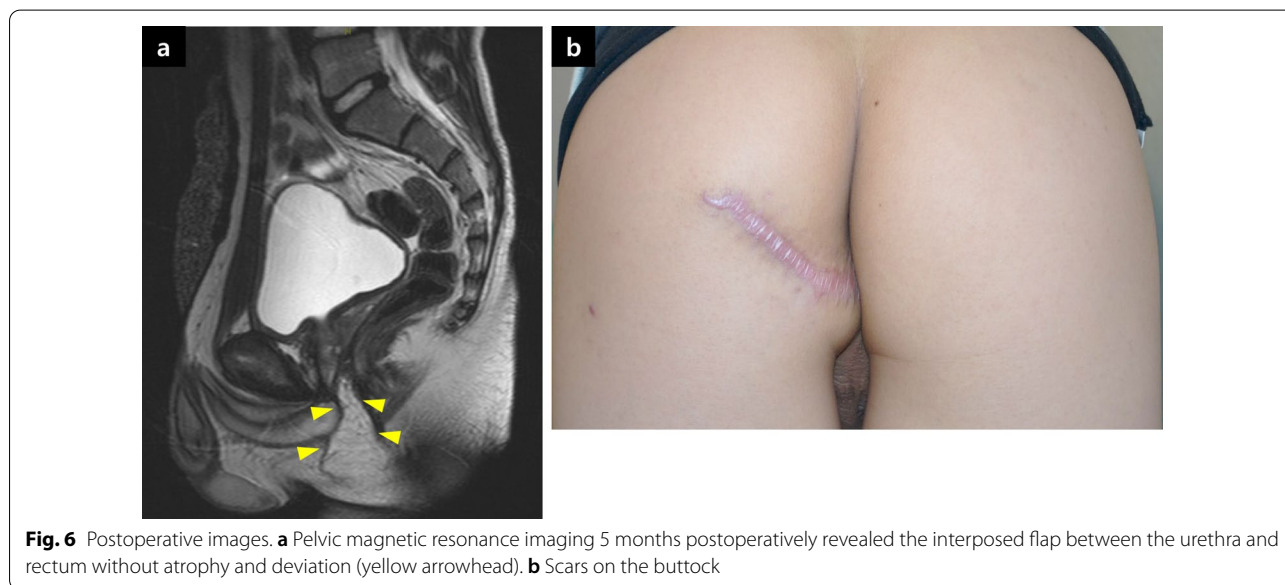 a
b
Fig. 6 Postoperative images. a Pelvic magnetic resonance imaging 5 months postoperatively revealed the interposed flap between the urethra and
rectum without atrophy and deviation (yellow arrowhead). b Scars on the buttock